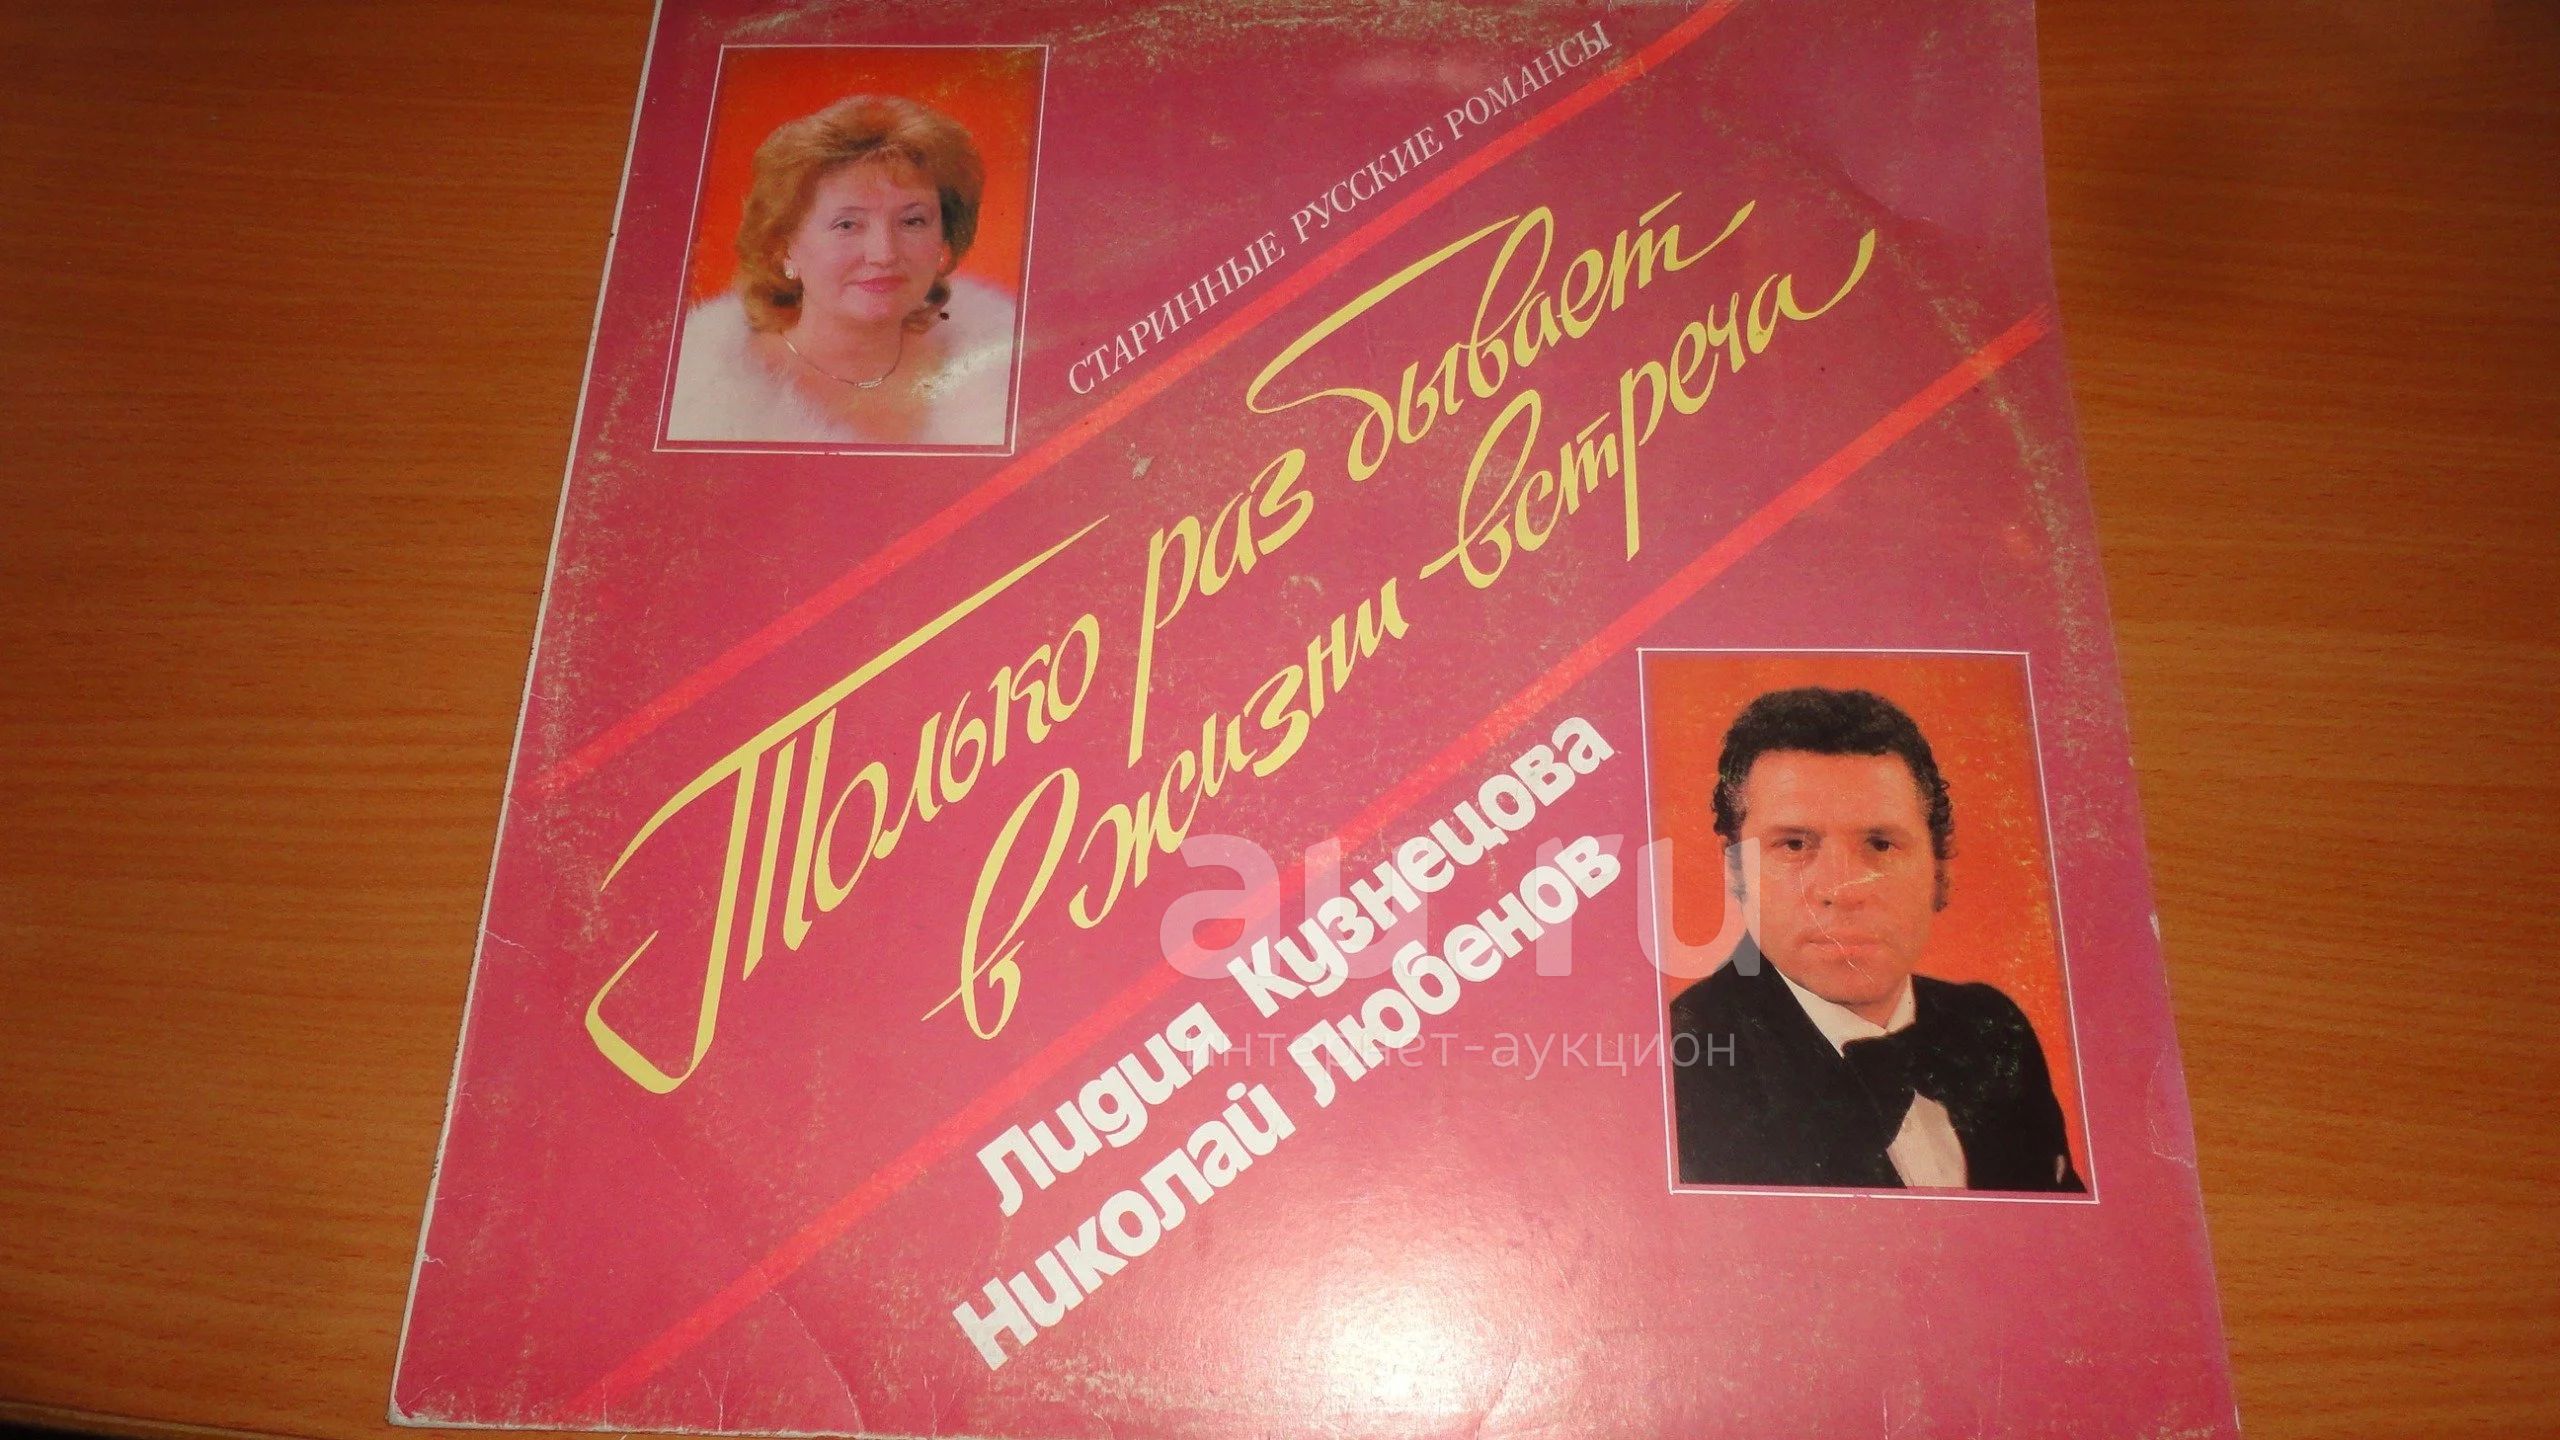 СТАРИННЫЕ РУССКИЕ РОМАНСЫ
Только раз бывает
в жизни встреча
Лидия Кузнецова
Николай Любенов
au.ru
интернет-аукцион